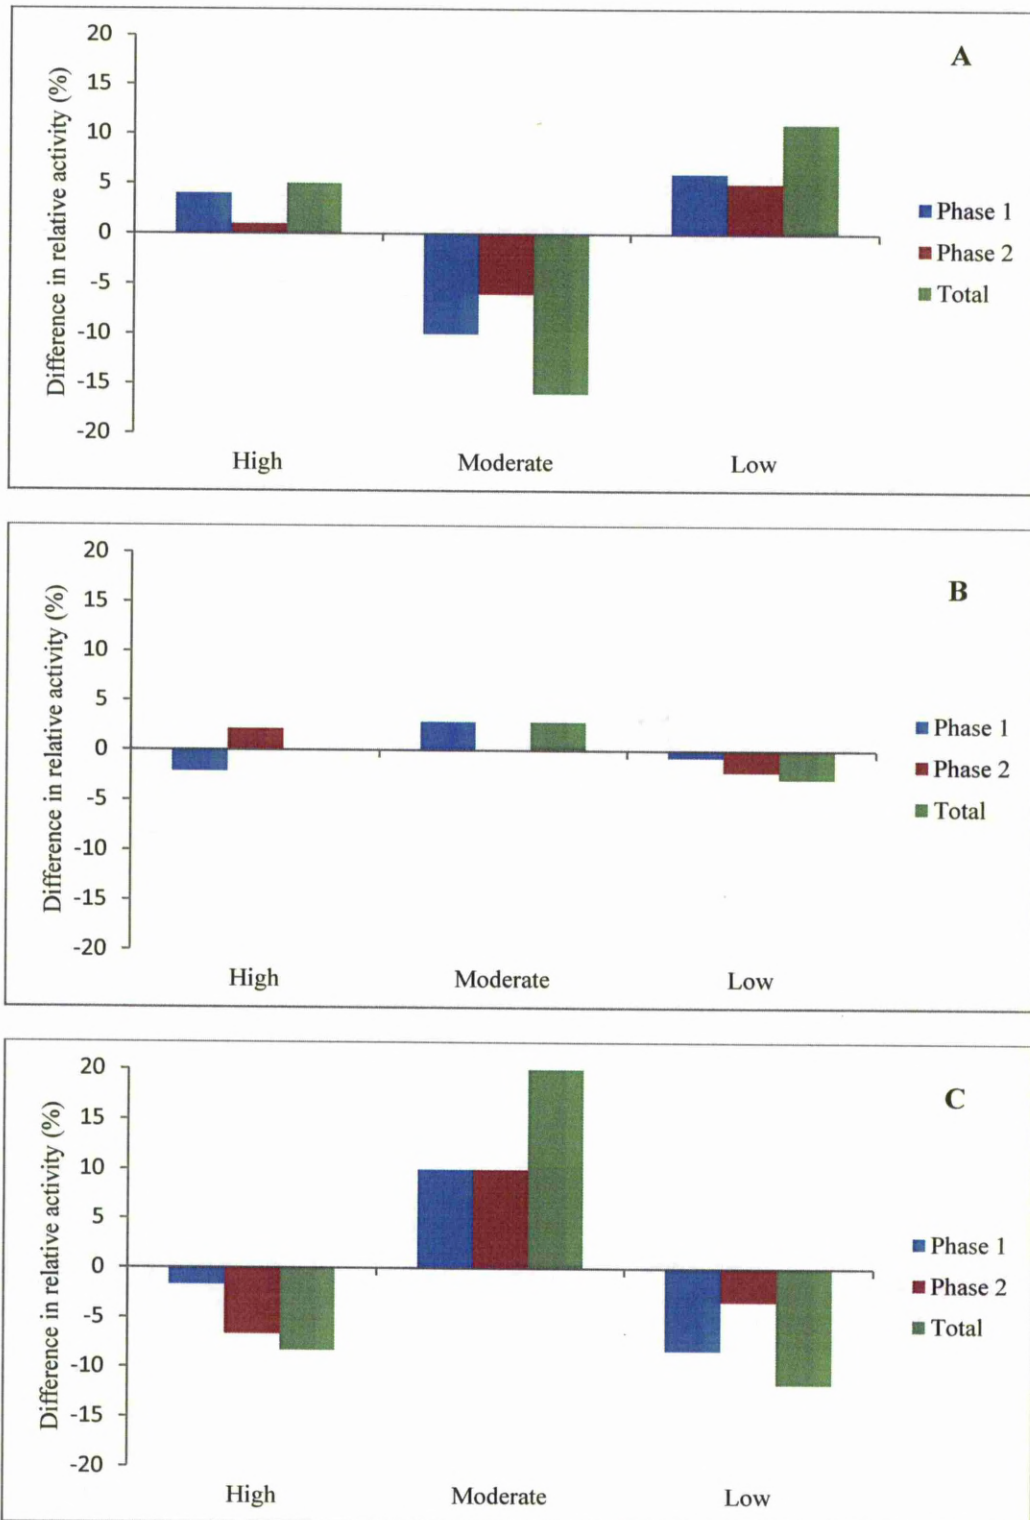 A
Difference in relative activity (%)
20
15
10
5
0
-5
-10
-15
-20
High Moderate Low
Phase 1
Phase 2
Total
B
Difference in relative activity (%)
20
15
10
5
0
-5
-10
-15
-20
High Moderate Low
Phase 1
Phase 2
Total
C
Difference in relative activity (%)
20
15
10
5
0
-5
-10
-15
-20
High Moderate Low
Phase 1
Phase 2
Total